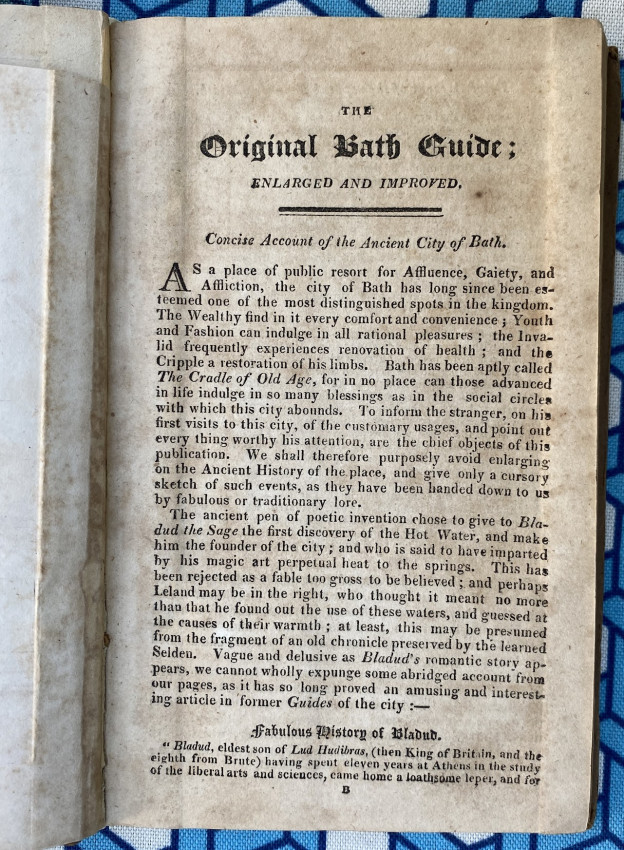 THE
Original Bath Guide;
ENLARGED AND IMPROVED.
Concise Account of the Ancient City of Bath.
AS a place of public resort for Affluence, Gaiety, and
Affliction, the city of Bath has long since been es-
teemed one of the most distinguished spots in the kingdom.
The Wealthy find in it every comfort and convenience; Youth
and Fashion can indulge in all rational pleasures; the Inva-
lid frequently experiences renovation of health; and the
Cripple a restoration of his limbs. Bath has been aptly called
The Cradle of Old Age, for in no place can those advanced
in life indulge in so many blessings as in the social circles
with which this city abounds. To inform the stranger, on his
first visits to this city, of the customary usages, and point out
every thing worthy his attention, are the chief objects of this
publication. We shall therefore purposely avoid enlarging
on the Ancient History of the place, and give only a cursory
sketch of such events, as they have been handed down to us
by fabulous or traditionary lore.
The ancient pen of poetic invention chose to give to Bla-
dud the Sage the first discovery of the Hot Water, and make
him the founder of the city; and who is said to have imparted
by his magic art perpetual heat to the springs. This has
been rejected as a fable too gross to be believed; and perhaps
Leland may be in the right, who thought it meant no more
than that he found out the use of these waters, and guessed at
the causes of their warmth; at least, this may be presumed
from the fragment of an old chronicle preserved by the learned
Selden. Vague and delusive as Bladud's romantic story ap-
pears, we cannot wholly expunge some abridged account from
our pages, as it has so long proved an amusing and interest-
ing article in former Guides of the city :—
Fabulous History of Bladud.
"Bladud, eldest son of Lud Hudibras, (then King of Britain, and the
eighth from Brute) having spent eleven years at Athens in the study
of the liberal arts and sciences, came home a loathsome leper, and for
B